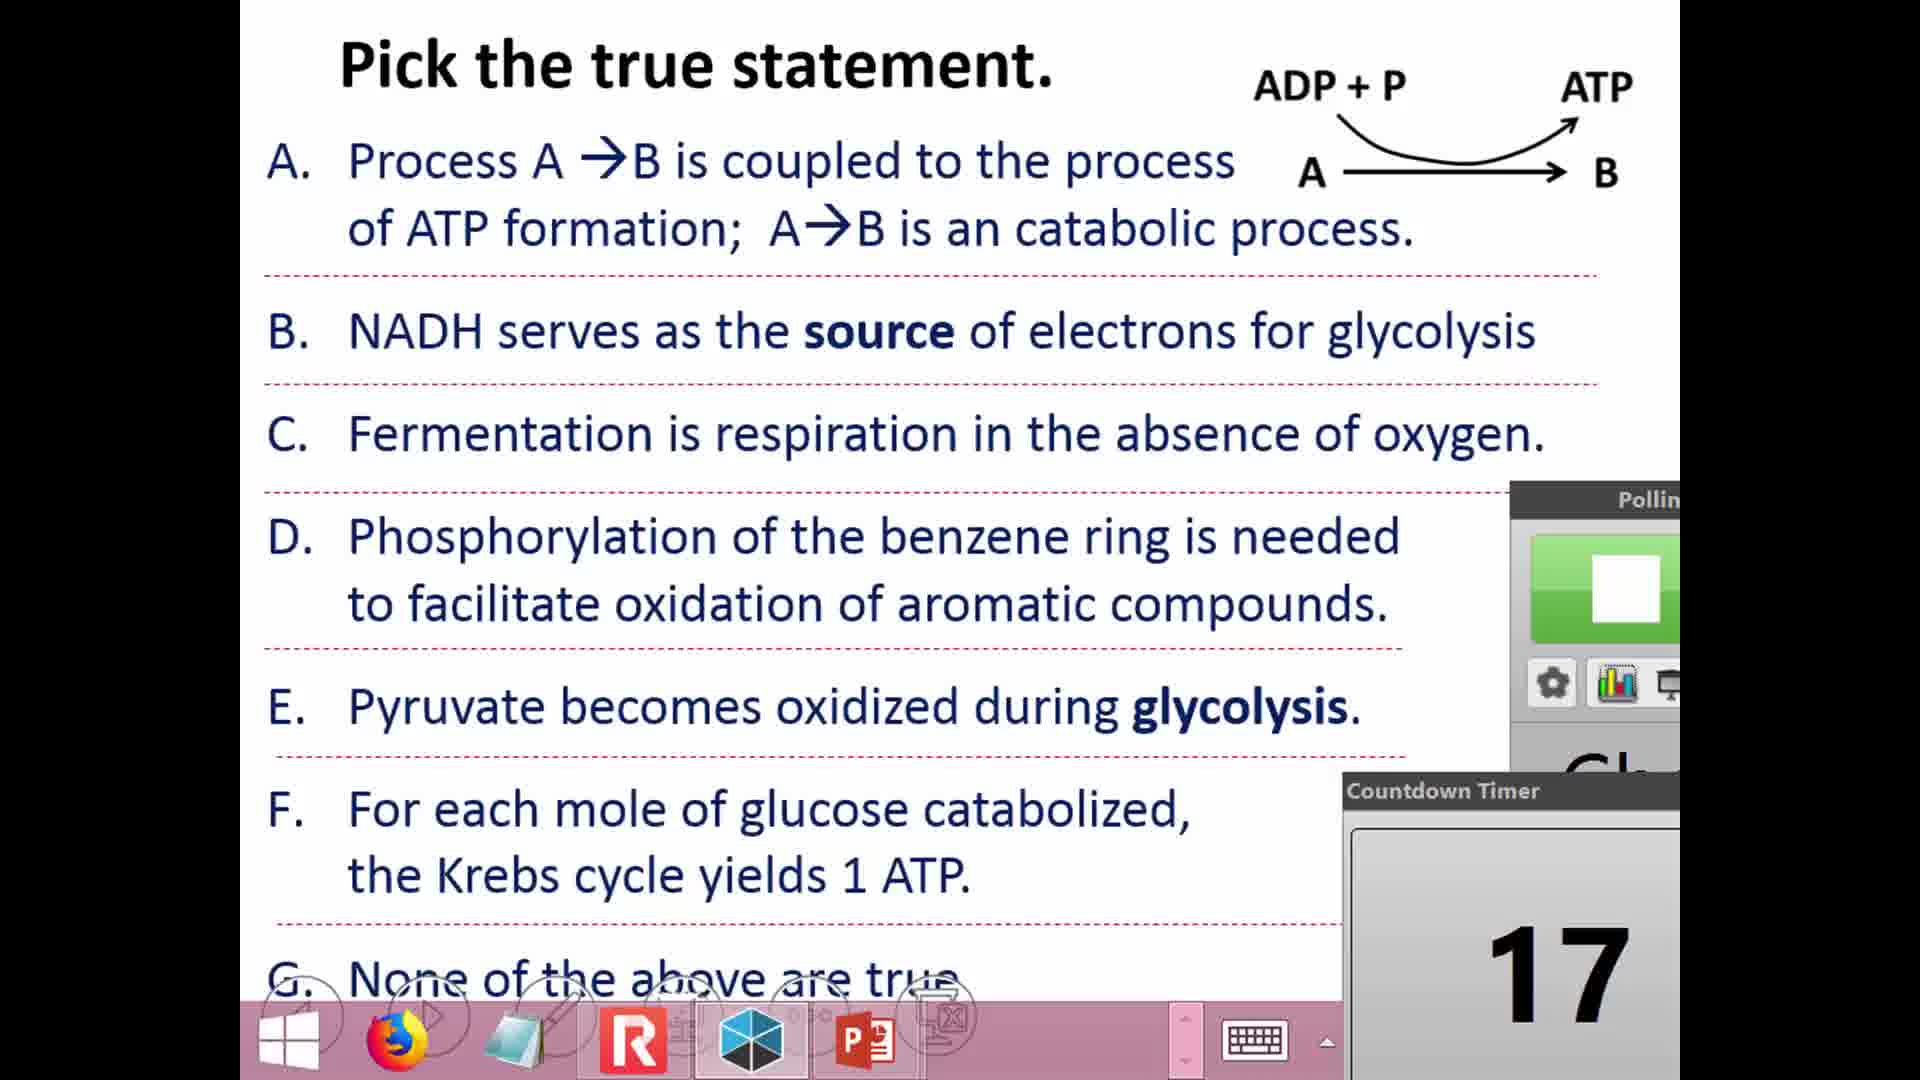 Pick the true statement.
ADP + P ATP
A → B
A. Process A →B is coupled to the process
of ATP formation; A→B is an catabolic process.
B. NADH serves as the source of electrons for glycolysis
C. Fermentation is respiration in the absence of oxygen.
D. Phosphorylation of the benzene ring is needed
to facilitate oxidation of aromatic compounds.
E. Pyruvate becomes oxidized during glycolysis.
F. For each mole of glucose catabolized,
the Krebs cycle yields 1 ATP.
G. None of the above are true
Pollin
Countdown Timer
17